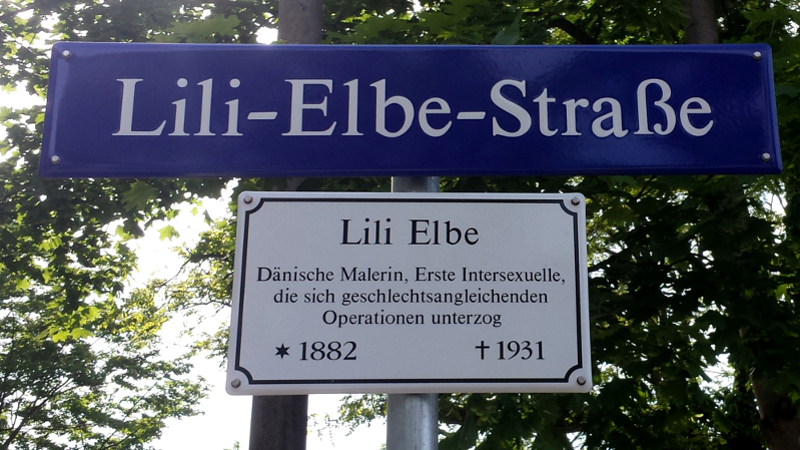 Lili-Elbe-Straße
Lili Elbe
Dänische Malerin, Erste Intersexuelle,
die sich geschlechtsangleichenden
Operationen unterzog
✶ 1882 † 1931